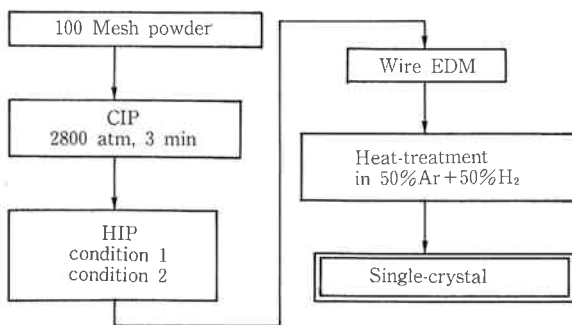 100 Mesh powder
CIP
2800 atm, 3 min
HIP
condition 1
condition 2
Wire EDM
Heat-treatment
in 50%Ar+50%H₂
Single-crystal